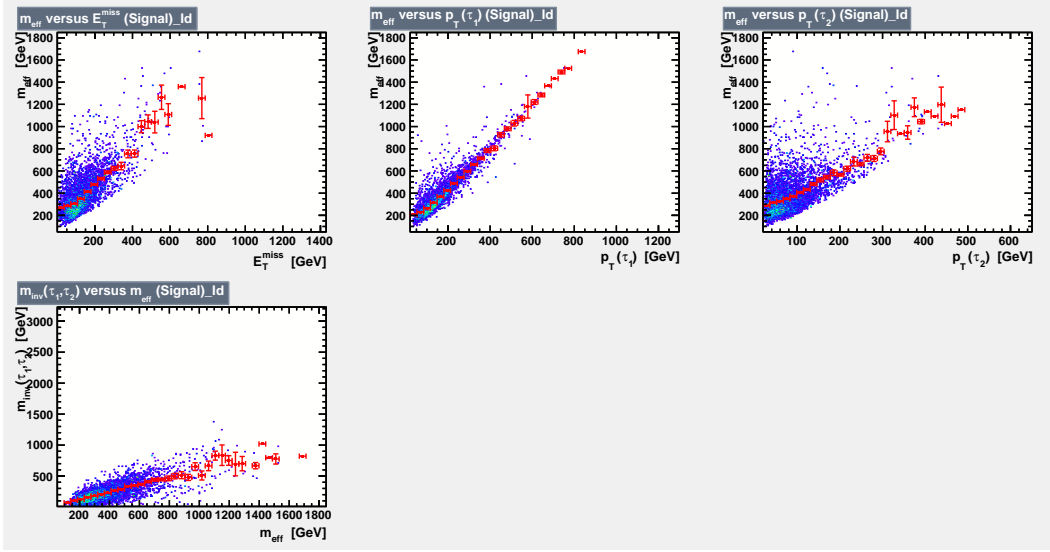 m_eff versus E_T^miss (Signal)_Id
m_eff [GeV]
1800
1600
1400
1200
1000
800
600
400
200
200 400 600 800 1000 1200 1400
E_T^miss [GeV]
m_eff versus p_T(τ_1) (Signal)_Id
m_eff [GeV]
1800
1600
1400
1200
1000
800
600
400
200
200 400 600 800 1000 1200
p_T(τ_1) [GeV]
m_eff versus p_T(τ_2) (Signal)_Id
m_eff [GeV]
1800
1600
1400
1200
1000
800
600
400
200
100 200 300 400 500 600
p_T(τ_2) [GeV]
m_inv(τ_1,τ_2) versus m_eff (Signal)_Id
m_inv(τ_1,τ_2) [GeV]
3000
2500
2000
1500
1000
500
200 400 600 800 1000 1200 1400 1600 1800
m_eff [GeV]